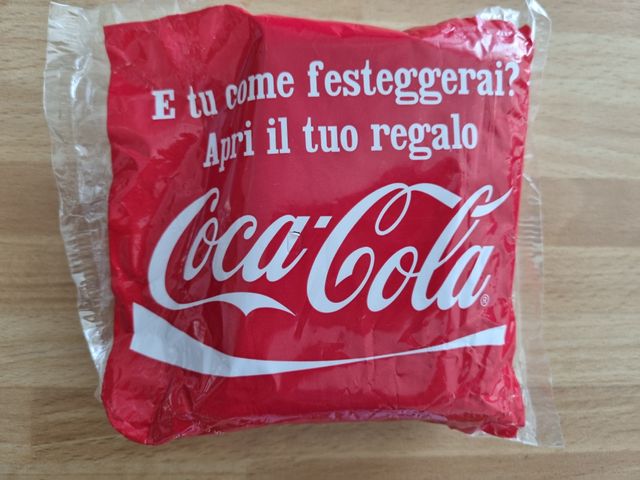 E tu come festeggerai?
Apri il tuo regalo
Coca-Cola®